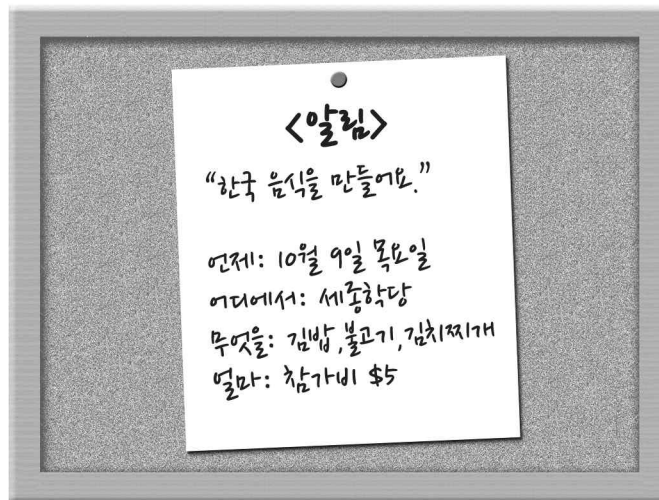 <알림>
“한국 음식을 만들어요.”
언제: 10월 9일 목요일
어디에서: 세종학당
무엇을: 김밥, 불고기, 김치찌개
얼마: 참가비 $5